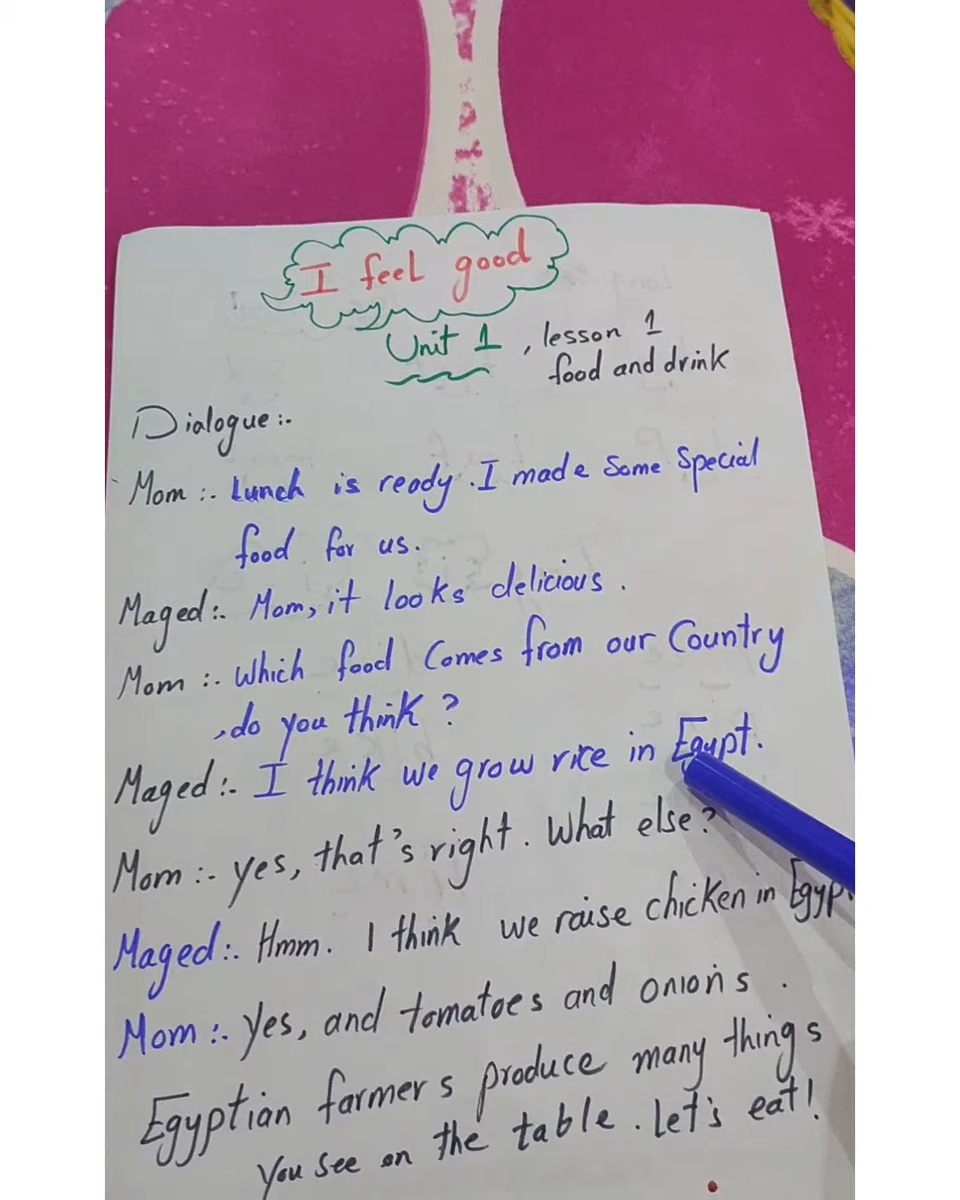 I feel good
Unit 1, lesson 1
food and drink
Dialogue:-
Mom :- Lunch is ready. I made some special
food for us.
Maged:- Mom, it looks delicious.
Mom :- Which food comes from our country
,do you think?
Maged:- I think we grow rice in Egypt.
Mom :- yes, that's right. What else?
Maged:- Hmm. I think we raise chicken in Egyp
Mom :- yes, and tomatoes and onions.
Egyptian farmers produce many things
you see on the table. Let's eat!